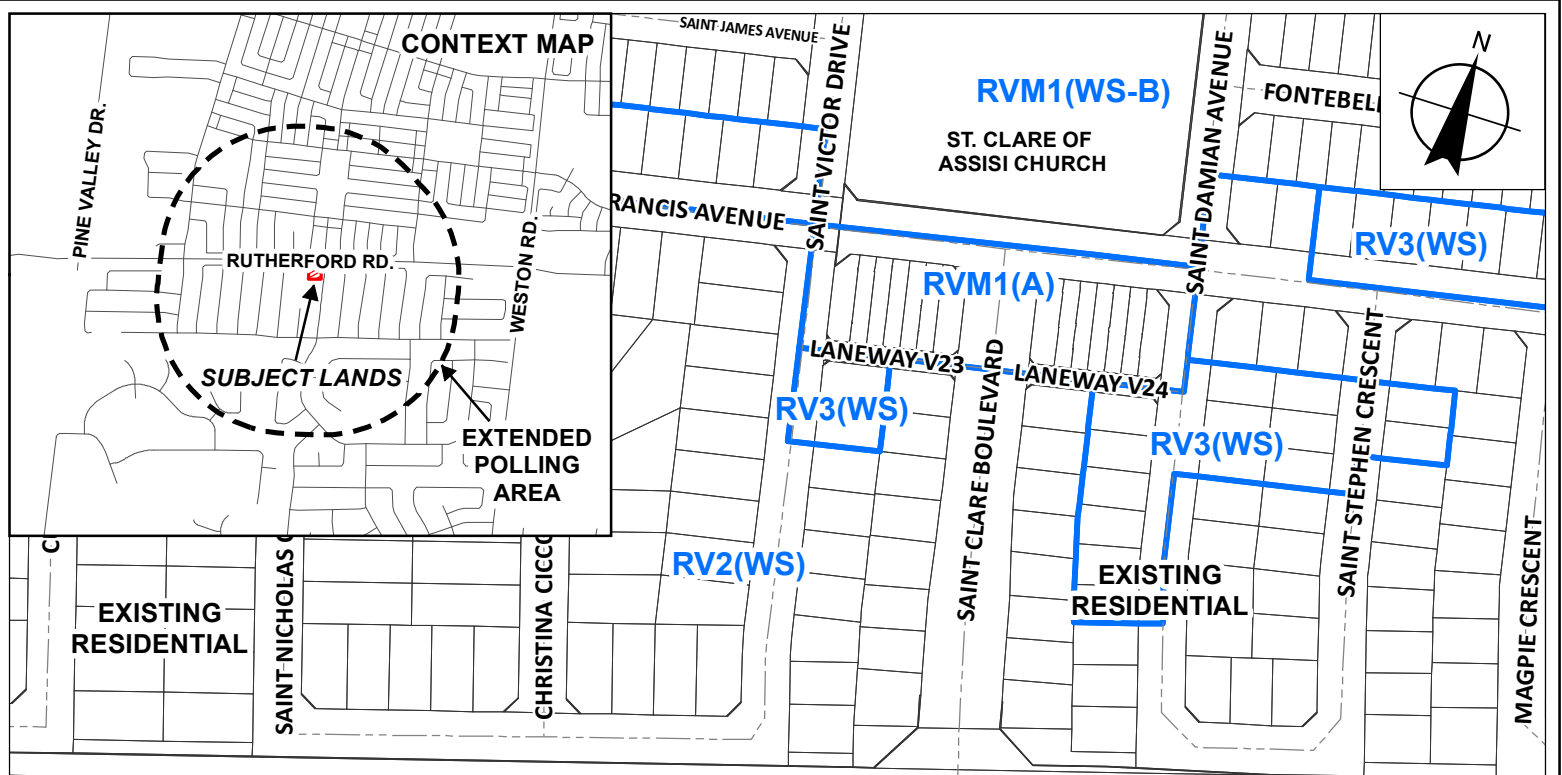 CONTEXT MAP
PINE VALLEY DR.
RUTHERFORD RD.
WESTON RD.
SUBJECT LANDS
EXTENDED
POLLING
AREA
SAINT JAMES AVENUE
SAINT VICTOR DRIVE
RVM1(WS-B)
ST. CLARE OF
ASSISI CHURCH
SAINT DAMIAN AVENUE
FONTEBEL
N
RANCIS AVENUE
RV3(WS)
RVM1(A)
LANEWAY V23
LANEWAY V24
RV3(WS)
RV3(WS)
SAINT CLARE BOULEVARD
SAINT STEPHEN CRESCENT
RV2(WS)
EXISTING
RESIDENTIAL
MAGPIE CRESCENT
EXISTING
RESIDENTIAL
SAINT NICHOLAS
CHRISTINA CICCO